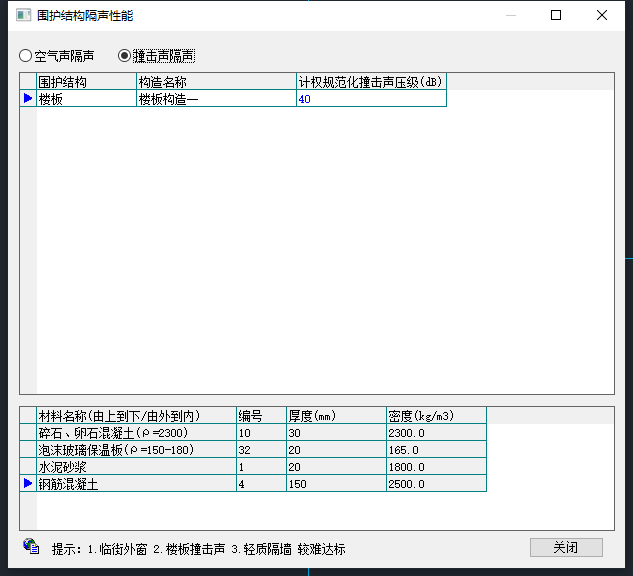 围护结构隔声性能
空气声隔声 撞击声隔声
围护结构 构造名称 计权规范化撞击声压级(dB)
楼板 楼板构造一 40
材料名称(由上到下/由外到内) 编号 厚度(mm) 密度(kg/m3)
碎石、卵石混凝土(ρ=2300) 10 30 2300.0
泡沫玻璃保温板(ρ=150-180) 32 20 165.0
水泥砂浆 1 20 1800.0
钢筋混凝土 4 150 2500.0
提示: 1.临街外窗 2.楼板撞击声 3.轻质隔墙 较难达标
关闭